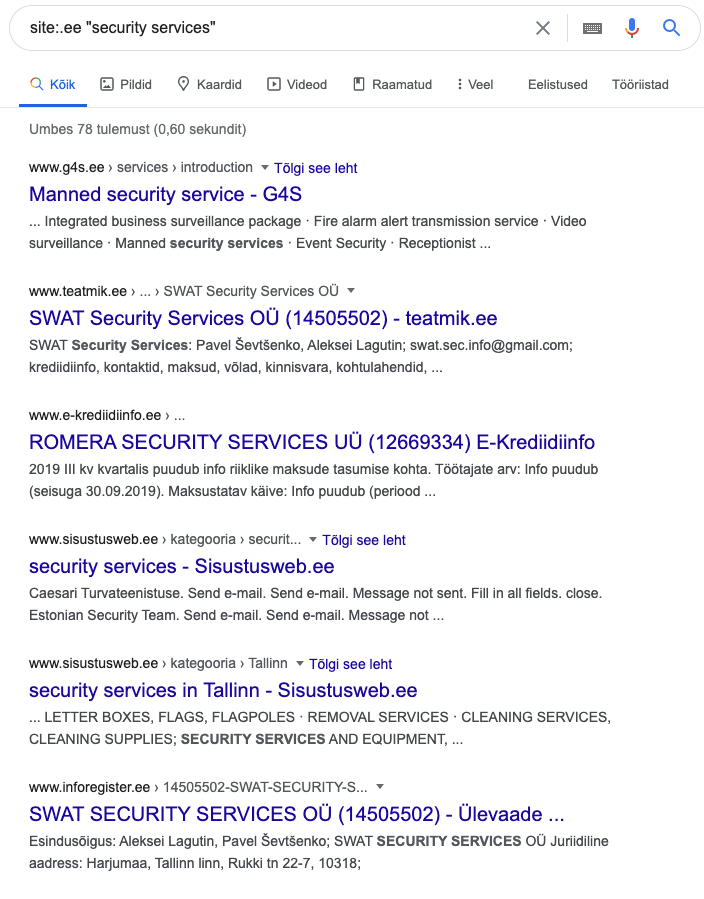 site:.ee "security services"
Kõik Pildid Kaardid Videod Raamatud Veel Eelistused Tööriistad
Umbes 78 tulemust (0,60 sekundit)
www.g4s.ee › services › introduction Tõlgi see leht
Manned security service - G4S
... Integrated business surveillance package · Fire alarm alert transmission service · Video
surveillance · Manned security services · Event Security · Receptionist ...
www.teatmik.ee › ... › SWAT Security Services OÜ
SWAT Security Services OÜ (14505502) - teatmik.ee
SWAT Security Services: Pavel Ševtšenko, Aleksei Lagutin; swat.sec.info@gmail.com;
krediidiinfo, kontaktid, maksud, võlad, kinnisvara, kohtulahendid, ...
www.e-krediidiinfo.ee › ...
ROMERA SECURITY SERVICES UÜ (12669334) E-Krediidiinfo
2019 III kv kvartalis puudub info riiklike maksude tasumise kohta. Töötajate arv: Info puudub
(seisuga 30.09.2019). Maksustatav käive: Info puudub (periood ...
www.sisustusweb.ee › kategooria › securit... Tõlgi see leht
security services - Sisustusweb.ee
Caesari Turvateenistuse. Send e-mail. Send e-mail. Message not sent. Fill in all fields. close.
Estonian Security Team. Send e-mail. Send e-mail. Message not ...
www.sisustusweb.ee › kategooria › Tallinn Tõlgi see leht
security services in Tallinn - Sisustusweb.ee
... LETTER BOXES, FLAGS, FLAGPOLES · REMOVAL SERVICES · CLEANING SERVICES,
CLEANING SUPPLIES; SECURITY SERVICES AND EQUIPMENT, ...
www.inforegister.ee › 14505502-SWAT-SECURITY-S...
SWAT SECURITY SERVICES OÜ (14505502) - Ülevaade ...
Esindusõigus: Aleksei Lagutin, Pavel Ševtšenko; SWAT SECURITY SERVICES OÜ Juriidiline
aadress: Harjumaa, Tallinn linn, Rukki tn 22-7, 10318;